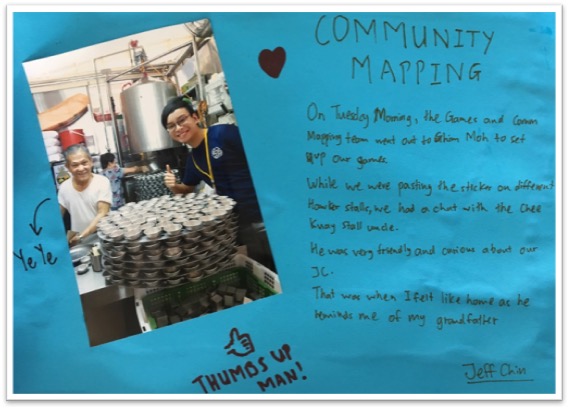 COMMUNITY
MAPPING
On Tuesday Morning, the Games and Comm
Mapping team went out to Ghim Moh to set
up our games.
While we were pasting the sticker on different
Hawker stalls, we had a chat with the Chee
Kuay Stall uncle.
He was very friendly and curious about our
JC.
That was when I felt like home as he
reminds me of my grandfather
Jeff Chin
Ye Ye
THUMBS UP
MAN!